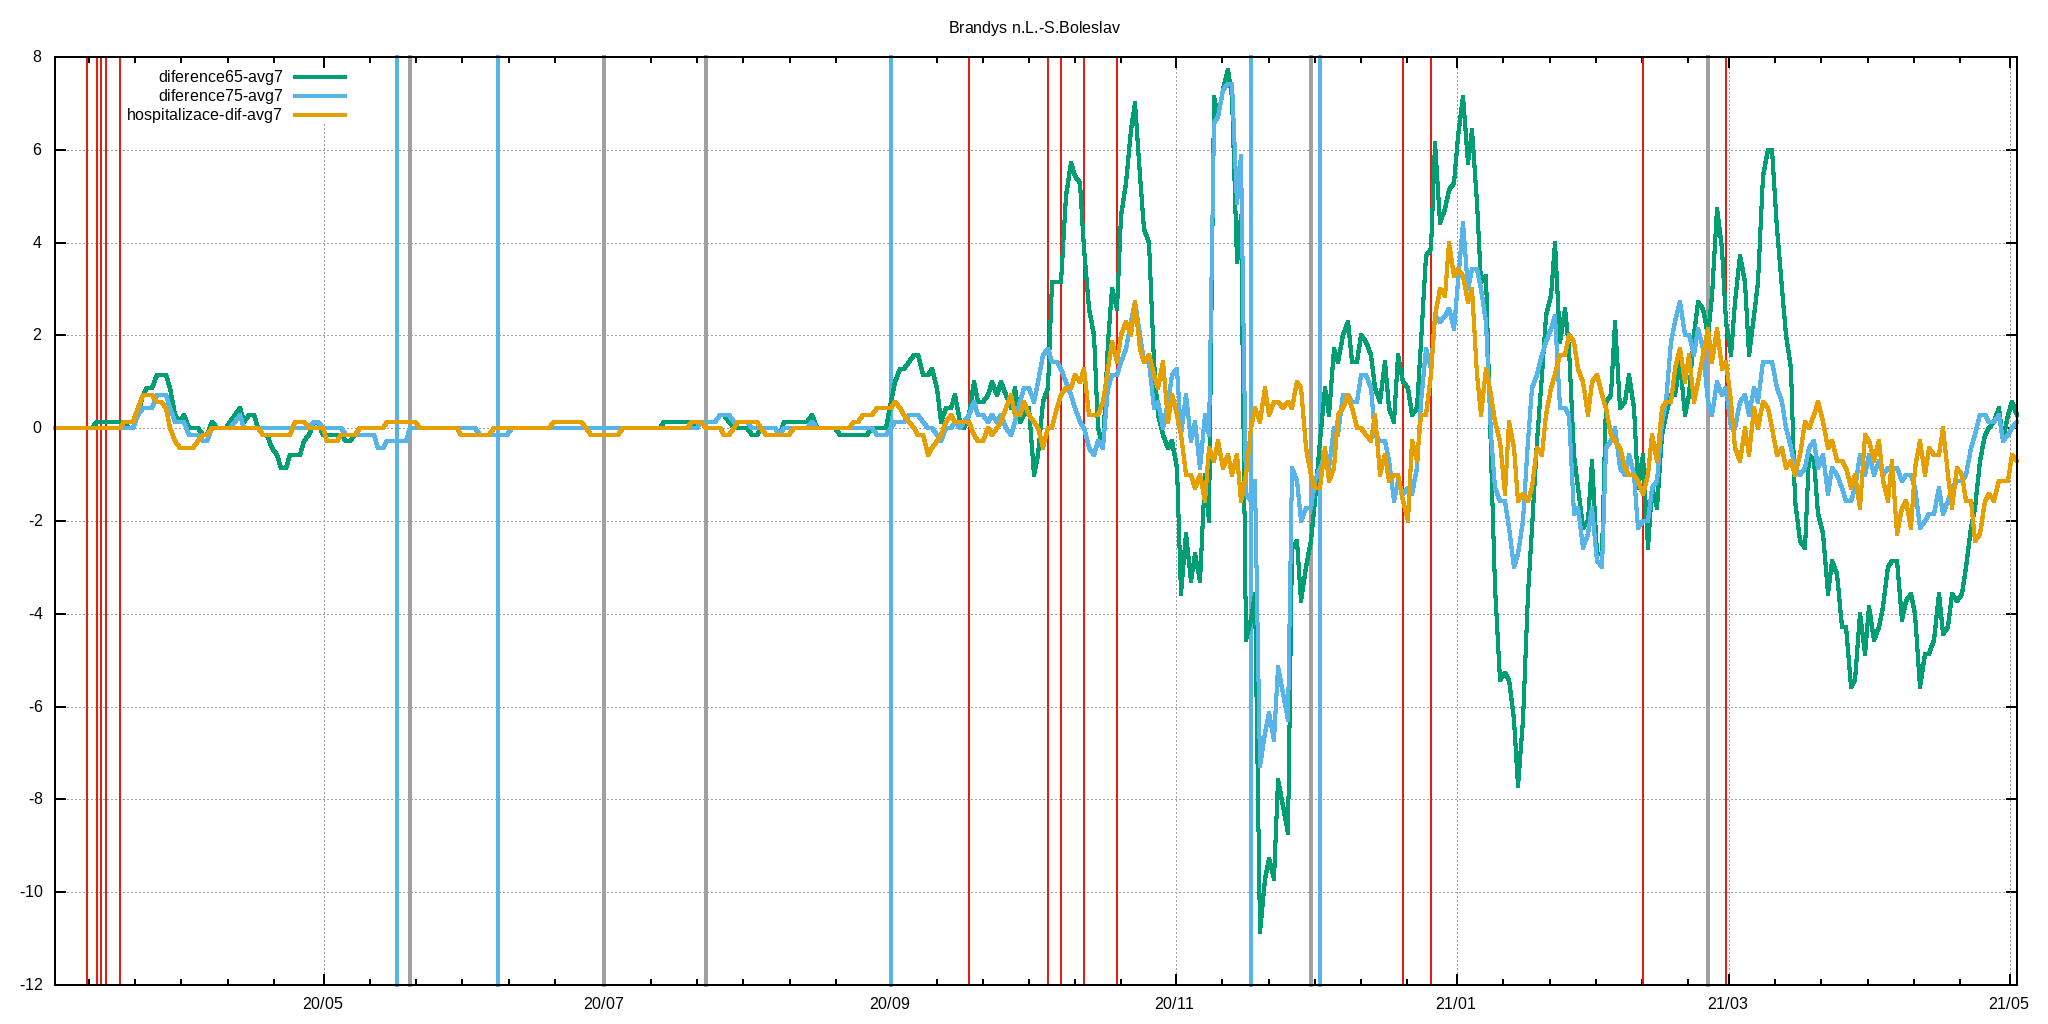 Brandys n.L.-S.Boleslav
diference65-avg7
diference75-avg7
hospitalizace-dif-avg7
8
6
4
2
0
-2
-4
-6
-8
-10
-12
20/05 20/07 20/09 20/11 21/01 21/03 21/05